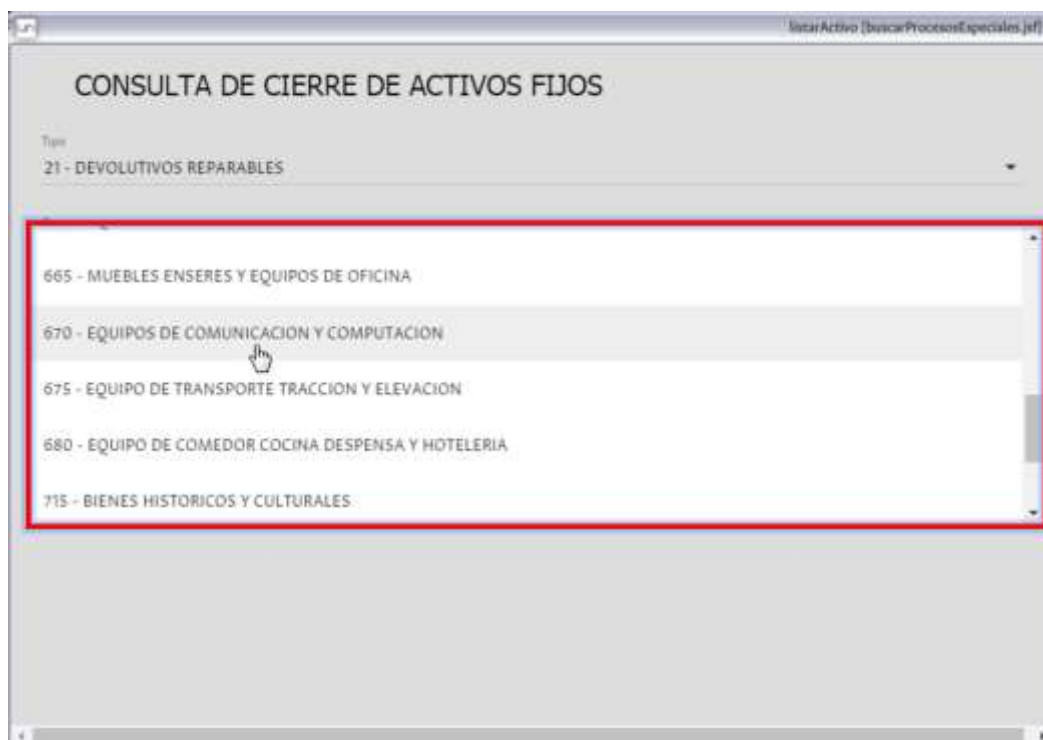 listarActivo [buscarProcesosEspeciales.jsf]
CONSULTA DE CIERRE DE ACTIVOS FIJOS
Tipo
21 - DEVOLUTIVOS REPARABLES
665 - MUEBLES ENSERES Y EQUIPOS DE OFICINA
670 - EQUIPOS DE COMUNICACION Y COMPUTACION
675 - EQUIPO DE TRANSPORTE TRACCION Y ELEVACION
680 - EQUIPO DE COMEDOR COCINA DESPENSA Y HOTELERIA
715 - BIENES HISTORICOS Y CULTURALES